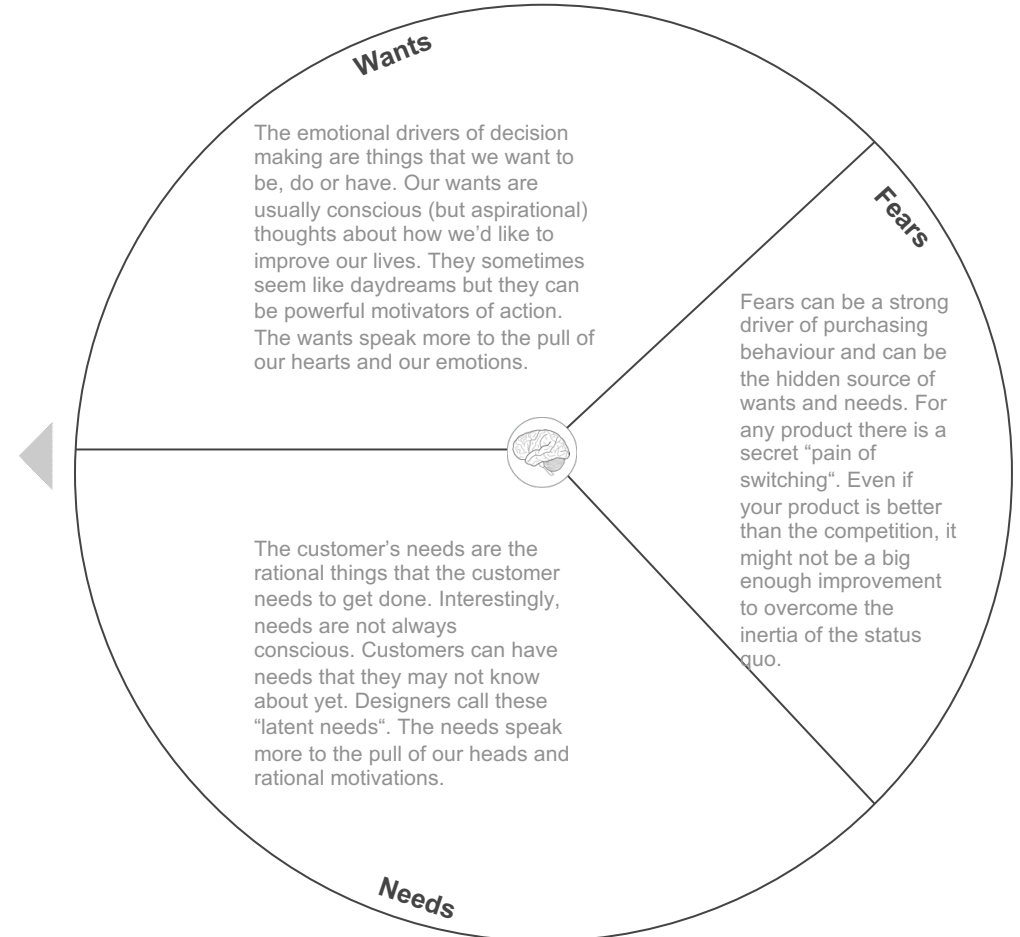 Wants
The emotional drivers of decision
making are things that we want to
be, do or have. Our wants are
usually conscious (but aspirational)
thoughts about how we’d like to
improve our lives. They sometimes
seem like daydreams but they can
be powerful motivators of action.
The wants speak more to the pull of
our hearts and our emotions.
Fears
Fears can be a strong
driver of purchasing
behaviour and can be
the hidden source of
wants and needs. For
any product there is a
secret “pain of
switching“. Even if
your product is better
than the competition, it
might not be a big
enough improvement
to overcome the
inertia of the status
quo.
The customer’s needs are the
rational things that the customer
needs to get done. Interestingly,
needs are not always
conscious. Customers can have
needs that they may not know
about yet. Designers call these
“latent needs“. The needs speak
more to the pull of our heads and
rational motivations.
Needs